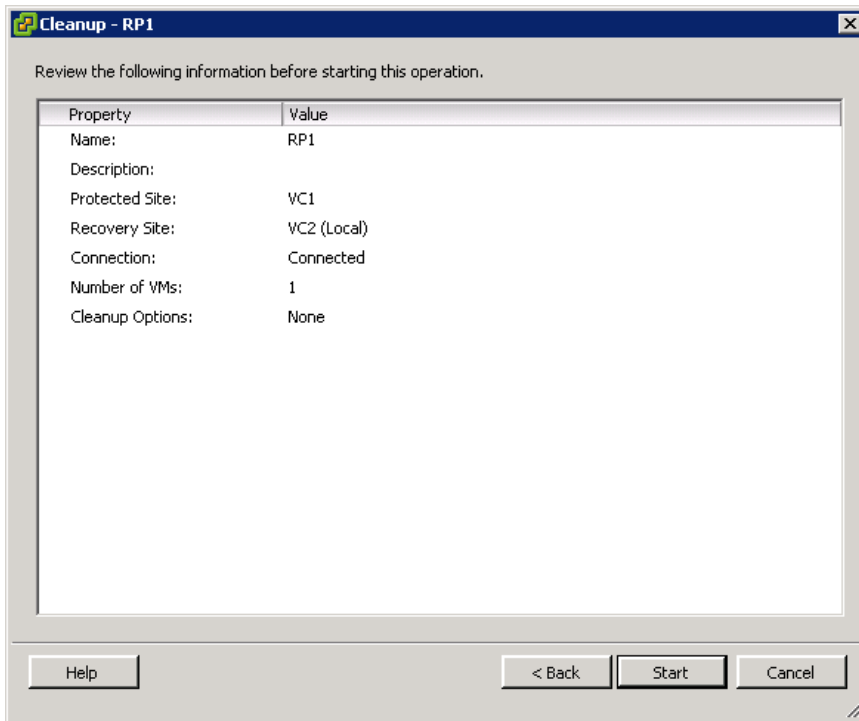 Cleanup - RP1
Review the following information before starting this operation.
Property Value
Name: RP1
Description:
Protected Site: VC1
Recovery Site: VC2 (Local)
Connection: Connected
Number of VMs: 1
Cleanup Options: None
Help < Back Start Cancel